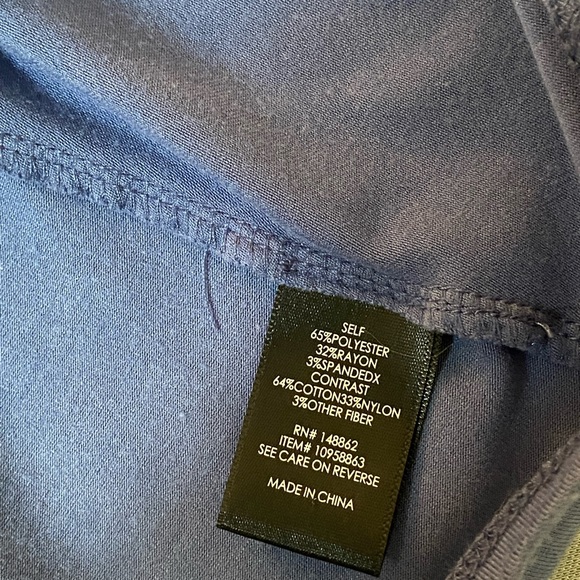 SELF
65%POLYESTER
32%RAYON
3%SPANDEDX
CONTRAST
64%COTTON33%NYLON
3%OTHER FIBER
RN# 148862
ITEM# 10958863
SEE CARE ON REVERSE
MADE IN CHINA